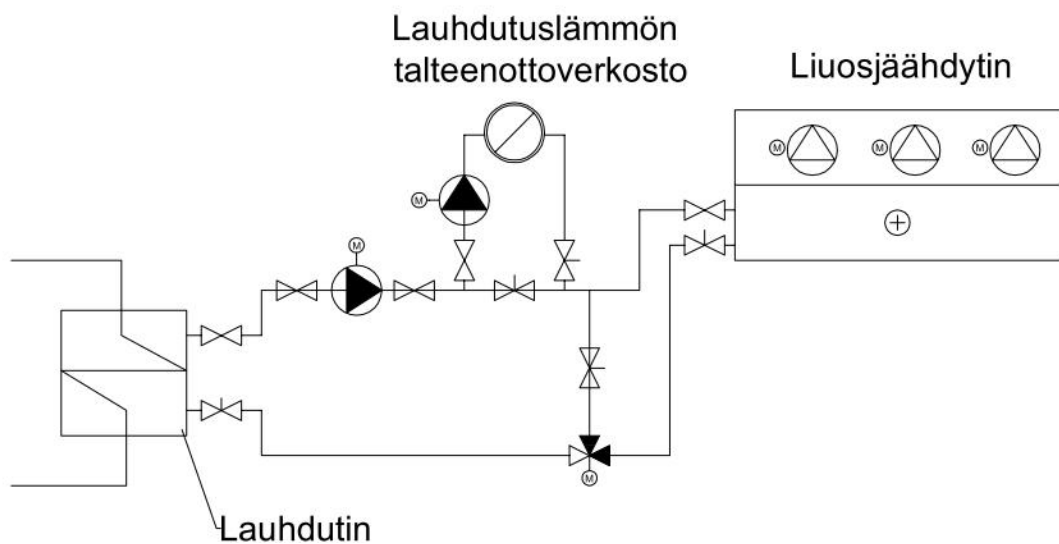 Lauhdutuslämmön
talteenottoverkosto
Liuosjäähdytin
M
M
M
M
M
Lauhdutin
M